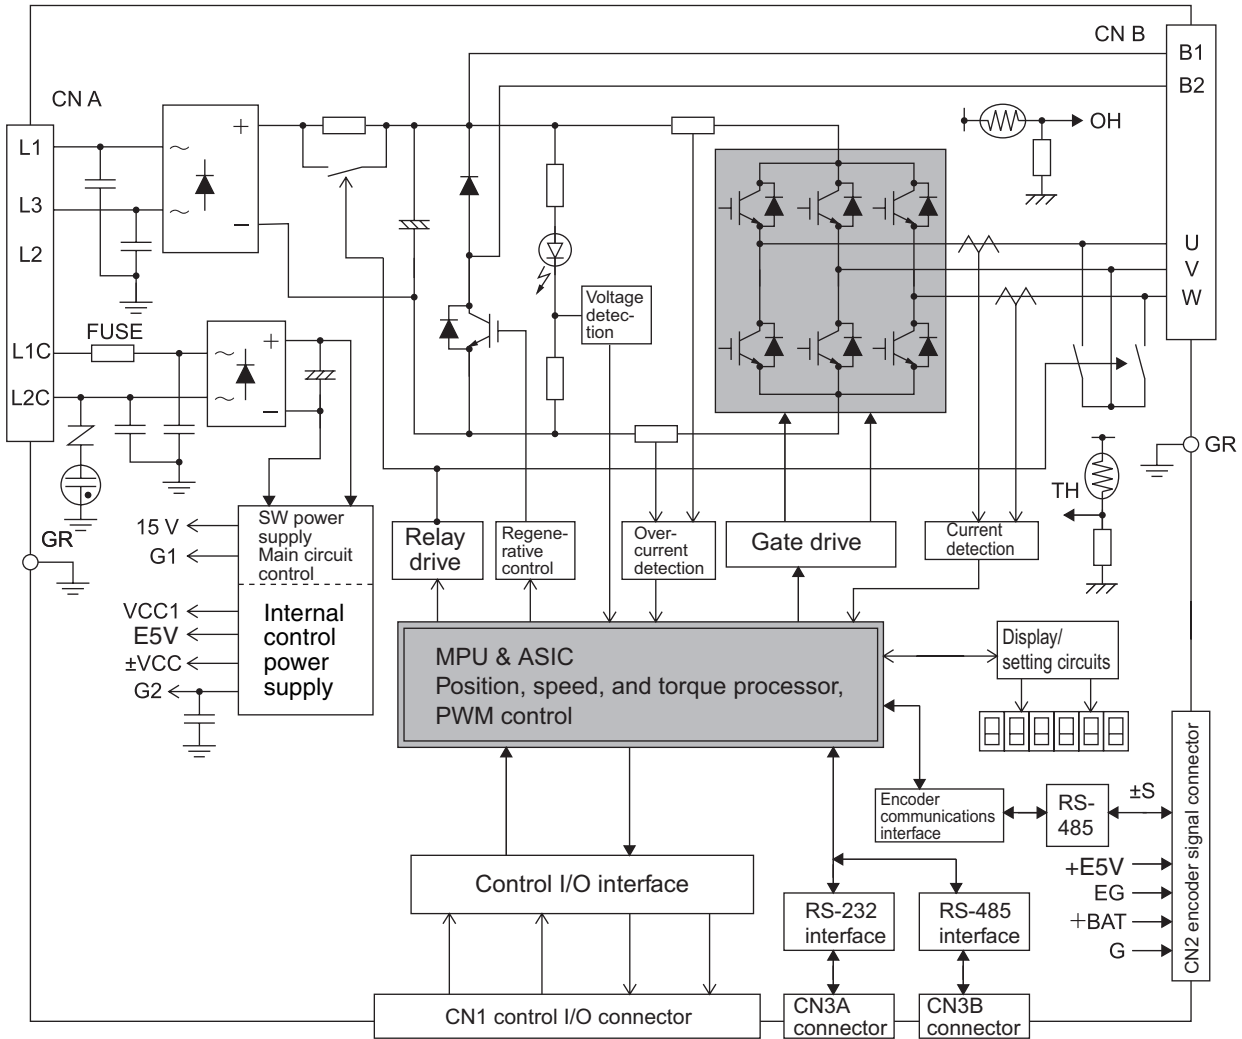 CN B
B1
B2
CN A
L1
L3
L2
+
~
~
−
OH
U
V
W
Voltage
detec-
tion
FUSE
L1C
L2C
~
~
+
−
GR
TH
GR
15 V
G1
SW power
supply
Main circuit
control
VCC1
E5V
±VCC
G2
Internal
control
power
supply
Relay
drive
Regene-
rative
control
Over-
current
detection
Gate drive
Current
detection
MPU & ASIC
Position, speed, and torque processor,
PWM control
Display/
setting circuits
Encoder
communications
interface
RS-
485
±S
+E5V
EG
+BAT
G
CN2 encoder signal connector
Control I/O interface
RS-232
interface
RS-485
interface
CN1 control I/O connector
CN3A
connector
CN3B
connector